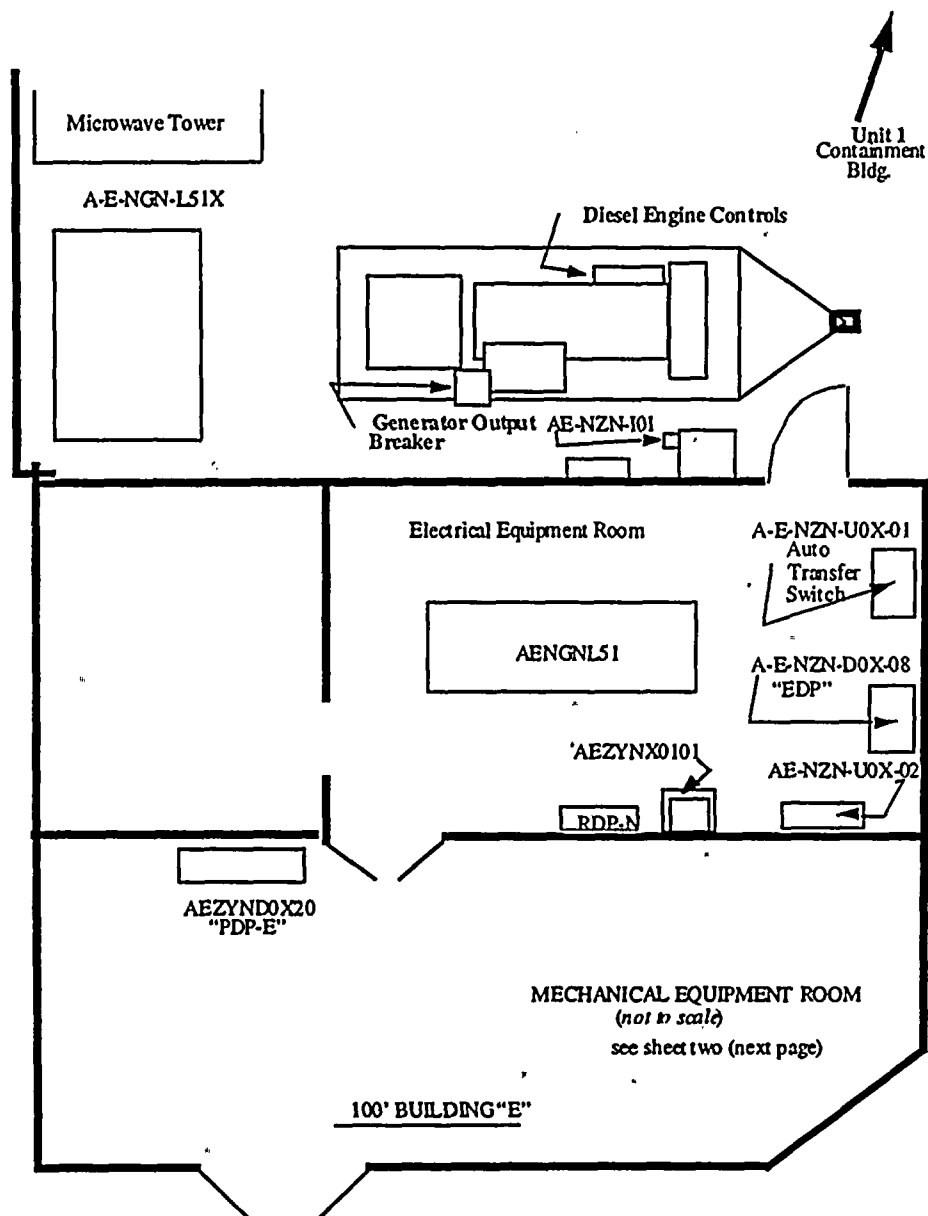 Microwave Tower
Unit 1
Containment
Bldg.
A-E-NGN-L51X
Diesel Engine Controls
Generator Output
Breaker
AE-NZN-I01
Electrical Equipment Room
A-E-NZN-U0X-01
Auto
Transfer
Switch
AENGNL51
A-E-NZN-D0X-08
"EDP"
AEZYNX0101
AE-NZN-U0X-02
RDP-N
AEZYND0X20
"PDP-E"
MECHANICAL EQUIPMENT ROOM
(not to scale)
see sheet two (next page)
100' BUILDING "E"